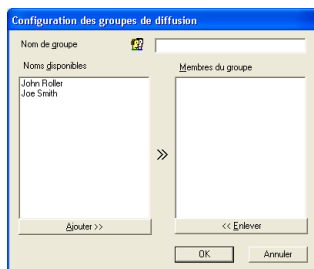 Configuration des groupes de diffusion
Nom de groupe
Noms disponibles
Membres du groupe
John Roller
Joe Smith
Ajouter >>
<< Enlever
OK
Annuler